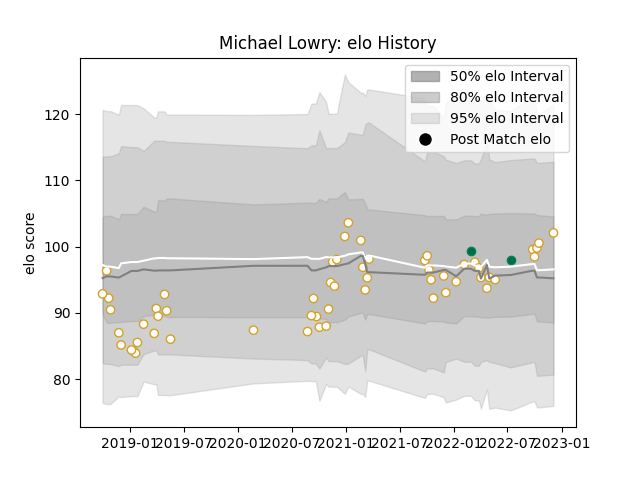 Michael Lowry: elo History
50% elo Interval
80% elo Interval
95% elo Interval
Post Match elo
elo score
120
110
100
90
80
2019-01 2019-07 2020-01 2020-07 2021-01 2021-07 2022-01 2022-07 2023-01